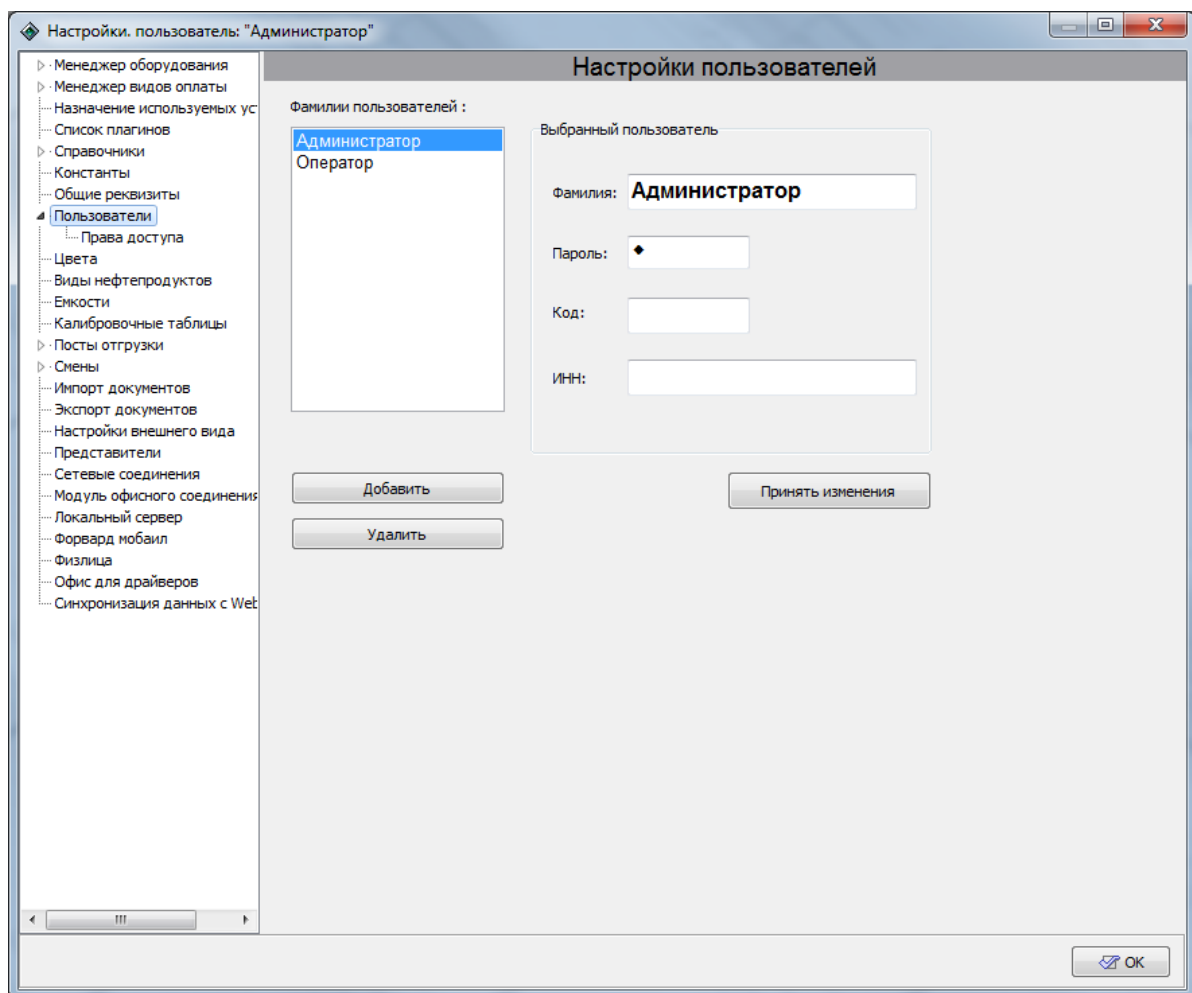 Настройки. пользователь: "Администратор"
Менеджер оборудования
Менеджер видов оплаты
Назначение используемых ус
Список плагинов
Справочники
Константы
Общие реквизиты
Пользователи
Права доступа
Цвета
Виды нефтепродуктов
Емкости
Калибровочные таблицы
Посты отгрузки
Смены
Импорт документов
Экспорт документов
Настройки внешнего вида
Представители
Сетевые соединения
Модуль офисного соединения
Локальный сервер
Форвард мобаил
Физлица
Офис для драйверов
Синхронизация данных с Web
Настройки пользователей
Фамилии пользователей :
Администратор
Оператор
Выбранный пользователь
Фамилия: Администратор
Пароль:
Код:
ИНН:
Добавить
Принять изменения
Удалить
OK